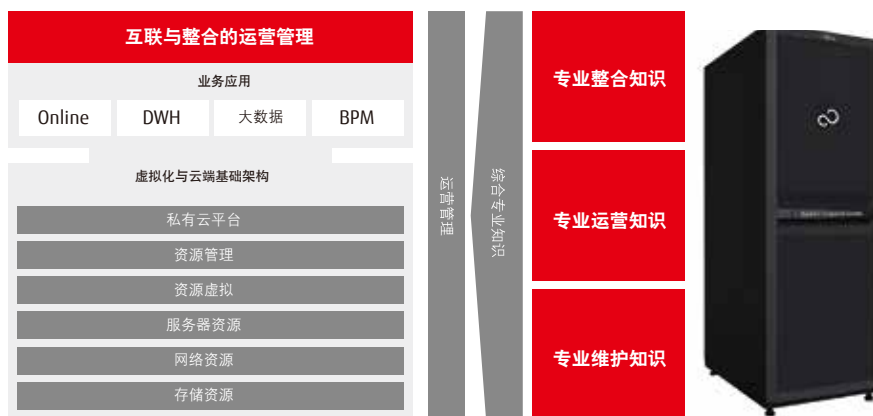 互联与整合的运营管理
业务应用
Online
DWH
大数据
BPM
虚拟化与云端基础架构
私有云平台
资源管理
资源虚拟
服务器资源
网络资源
存储资源
运营管理
综合专业知识
专业整合知识
专业运营知识
专业维护知识